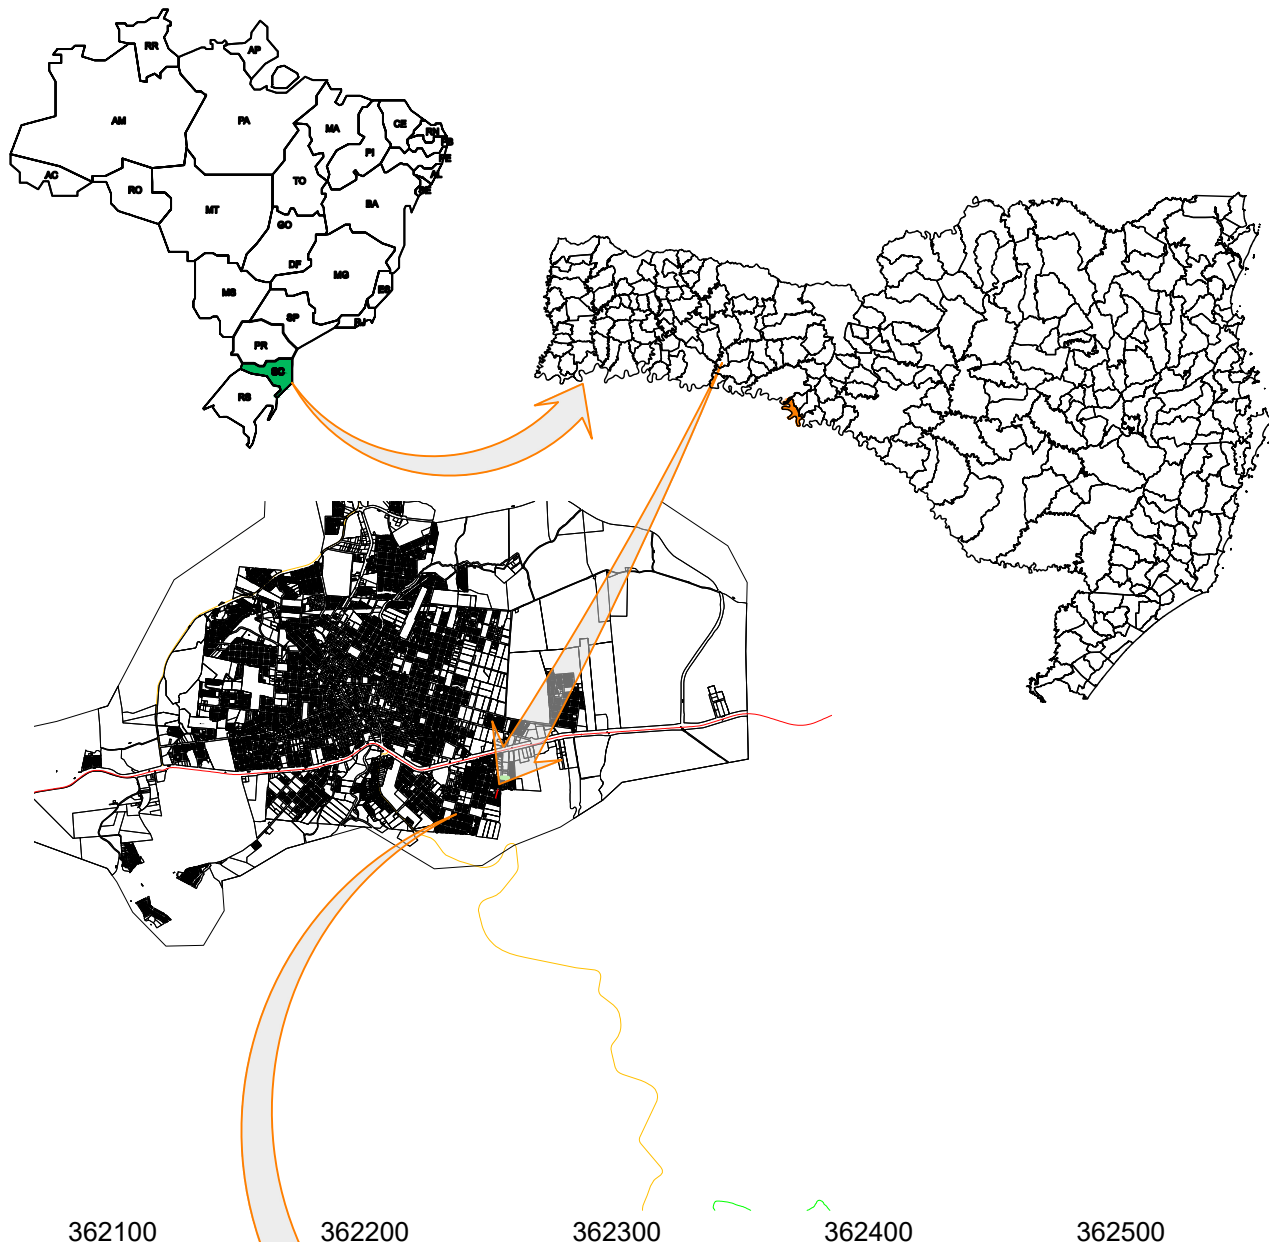 RR
AP
AM
PA
MA
CE
RN
PB
PI
PE
AC
RO
TO
AL
SE
MT
BA
GO
DF
MG
MS
ES
SP
RJ
PR
SC
RS
362100 362200 362300 362400 362500